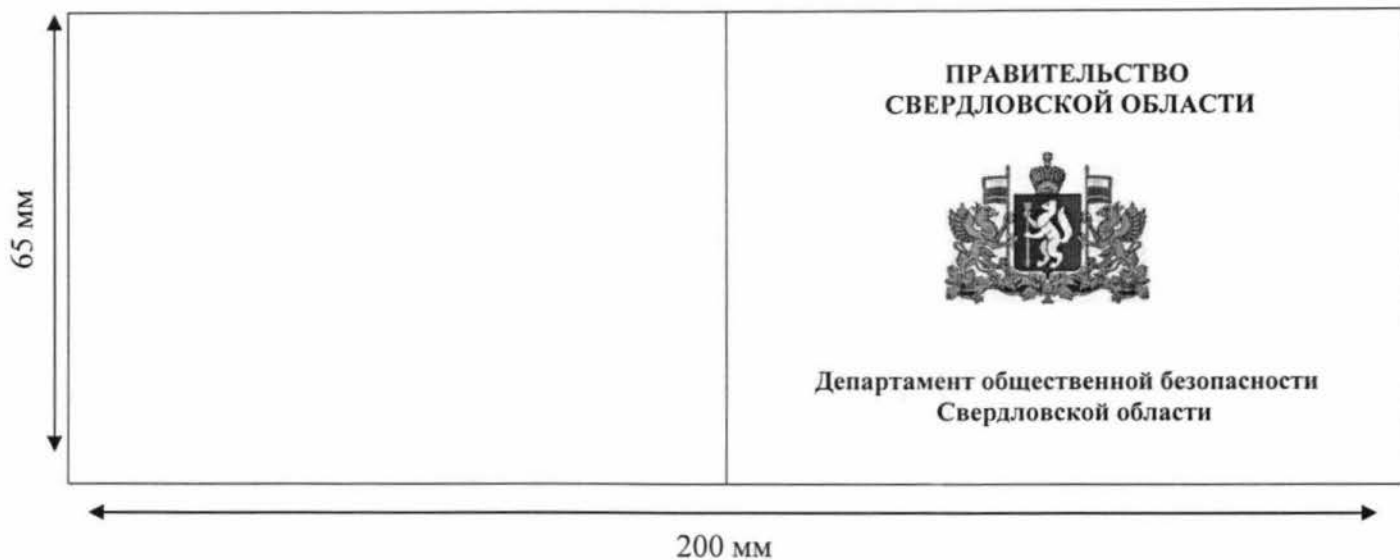 ПРАВИТЕЛЬСТВО
СВЕРДЛОВСКОЙ ОБЛАСТИ
65 мм
Департамент общественной безопасности
Свердловской области
200 мм